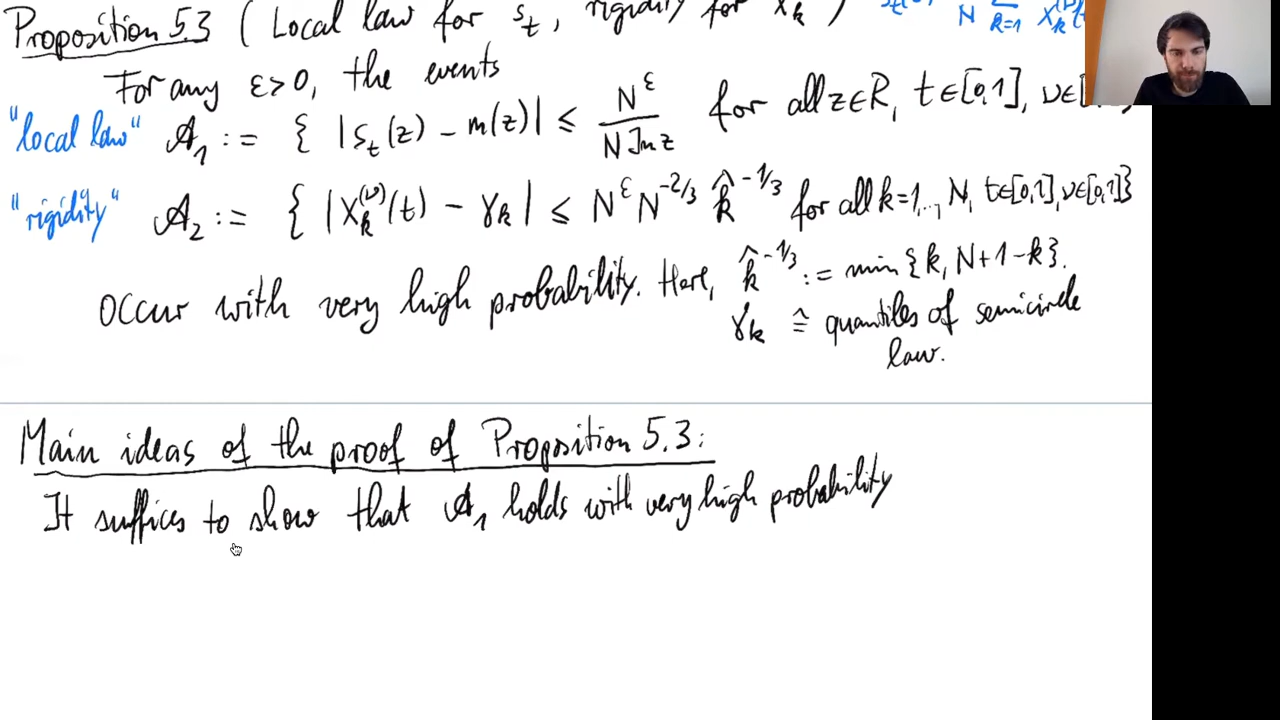 Proposition 5.3 ( Local law for s_t, rigidity for x_k )
N Σ_{k=1} x_k^{(ν)}
For any ε>0, the events
"local law" 𝒜_1 := { |s_t(z) - m(z)| ≤ N^ε / (N Im z) for all z∈R, t∈[0,1], ν∈[
"rigidity" 𝒜_2 := { |x_k^{(ν)}(t) - γ_k| ≤ N^ε N^{-2/3} k̂^{-1/3} for all k=1,..,N, t∈[0,1], ν∈[0,1]}
occur with very high probability. Here, k̂^{-1/3} := min {k, N+1-k}.
γ_k ≙ quantiles of semicircle
law.
Main ideas of the proof of Proposition 5.3:
It suffices to show that 𝒜_1 holds with very high probability